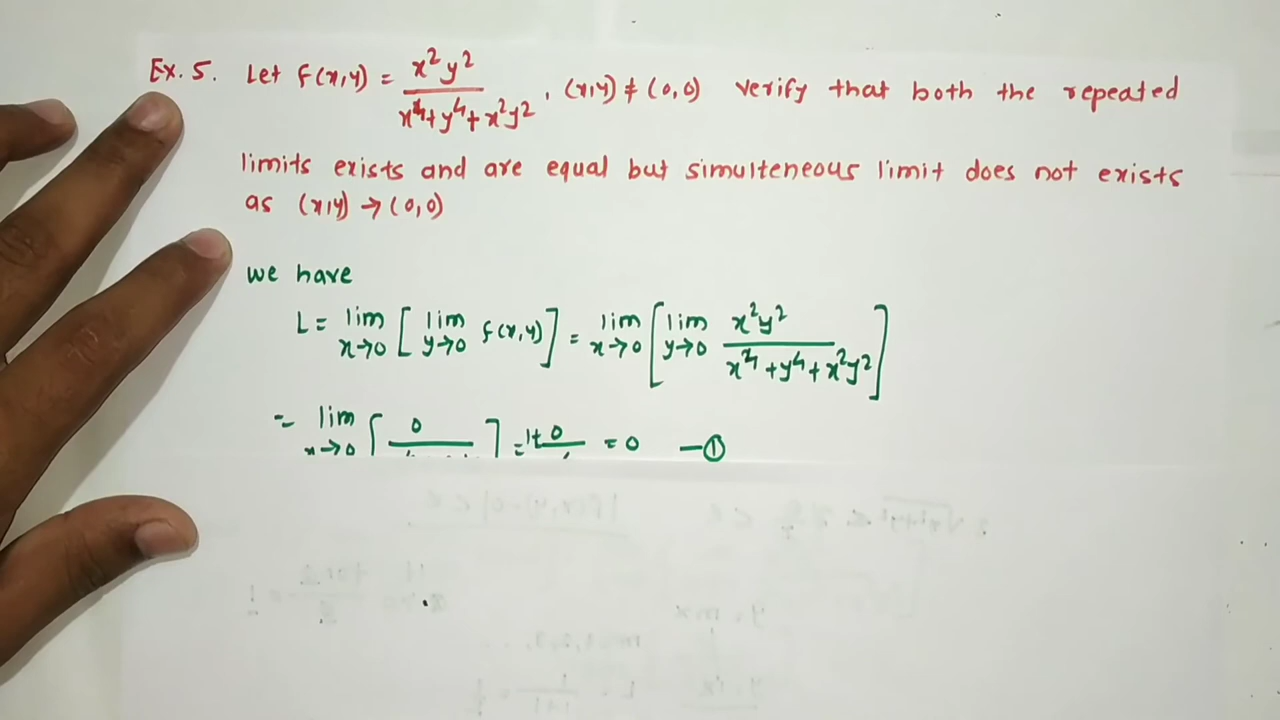 Ex. 5. Let f(x,y) = x²y² / x⁴+y⁴+x²y² , (x,y) ≠ (0,0) verify that both the repeated
limits exists and are equal but simulteneous limit does not exists
as (x,y) → (0,0)
we have
L = lim x→0 [ lim y→0 f(x,y) ] = lim x→0 [ lim y→0 x²y² / x⁴+y⁴+x²y² ]
= lim x→0 [ 0 ] = lt 0 = 0 —①